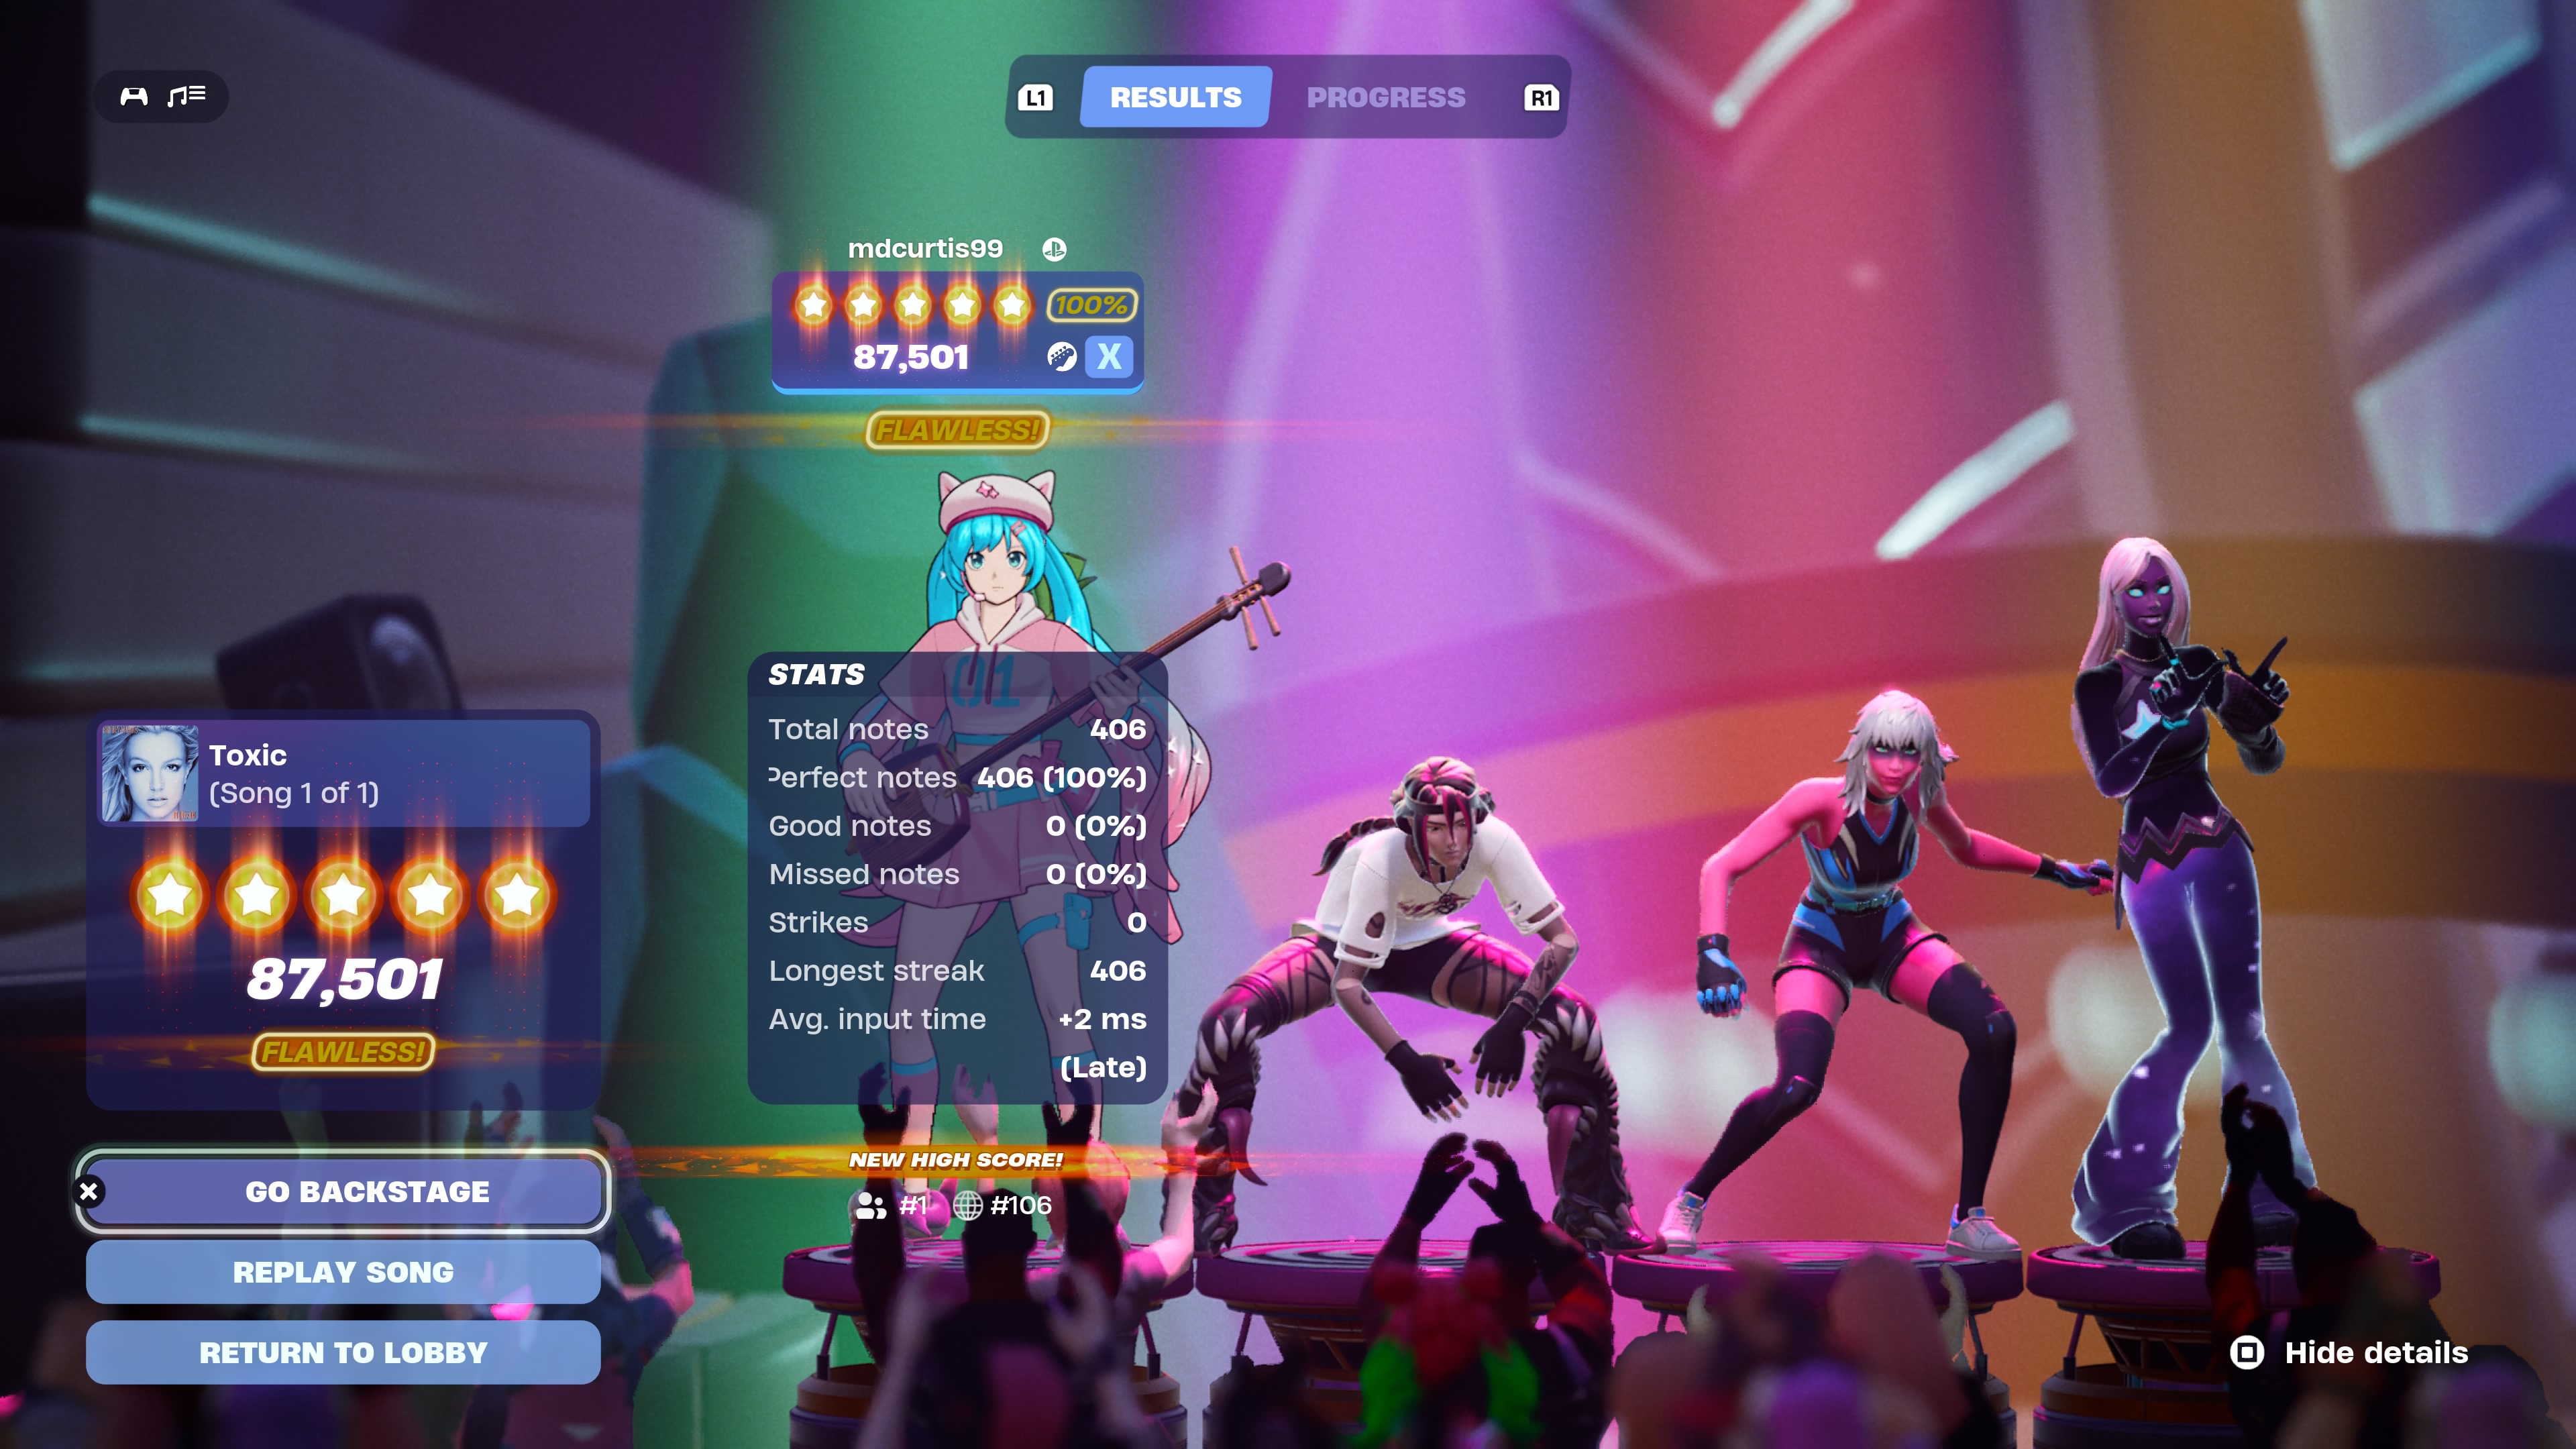 L1 RESULTS PROGRESS R1
mdcurtis99
100%
87,501 X
FLAWLESS!
01
STATS
Total notes 406
Perfect notes 406 (100%)
Good notes 0 (0%)
Missed notes 0 (0%)
Strikes 0
Longest streak 406
Avg. input time +2 ms
(Late)
NEW HIGH SCORE!
#1 #106
Toxic
(Song 1 of 1)
87,501
FLAWLESS!
GO BACKSTAGE
REPLAY SONG
RETURN TO LOBBY
Hide details